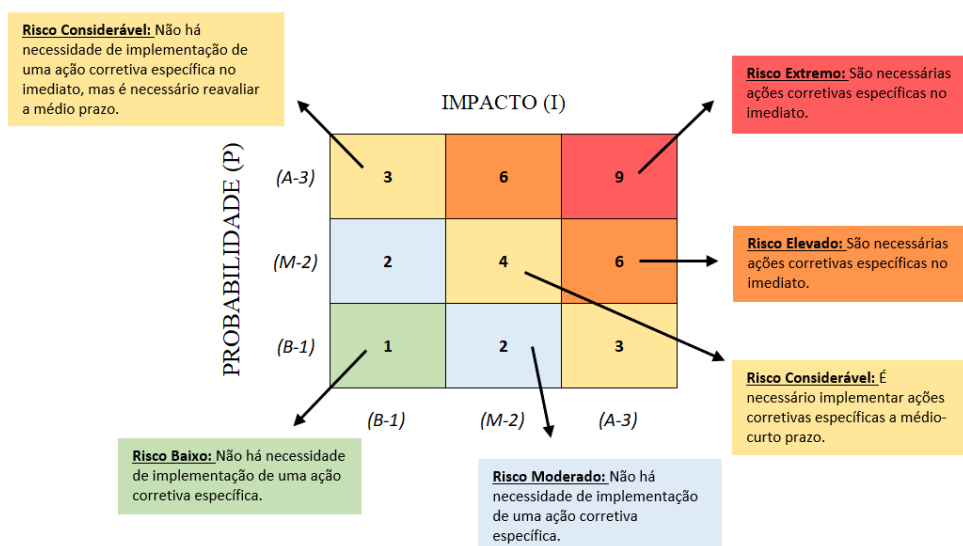 Risco Considerável: Não há
necessidade de implementação de
uma ação corretiva específica no
imediato, mas é necessário reavaliar
a médio prazo.
Risco Extremo: São necessárias
ações corretivas específicas no
imediato.
IMPACTO (I)
PROBABILIDADE (P)
(A-3) 3 6 9
(M-2) 2 4 6
Risco Elevado: São necessárias
ações corretivas específicas no
imediato.
(B-1) 1 2 3
(B-1) (M-2) (A-3)
Risco Considerável: É
necessário implementar ações
corretivas específicas a médio-
curto prazo.
Risco Baixo: Não há necessidade
de implementação de uma ação
corretiva específica.
Risco Moderado: Não há
necessidade de implementação
de uma ação corretiva
específica.